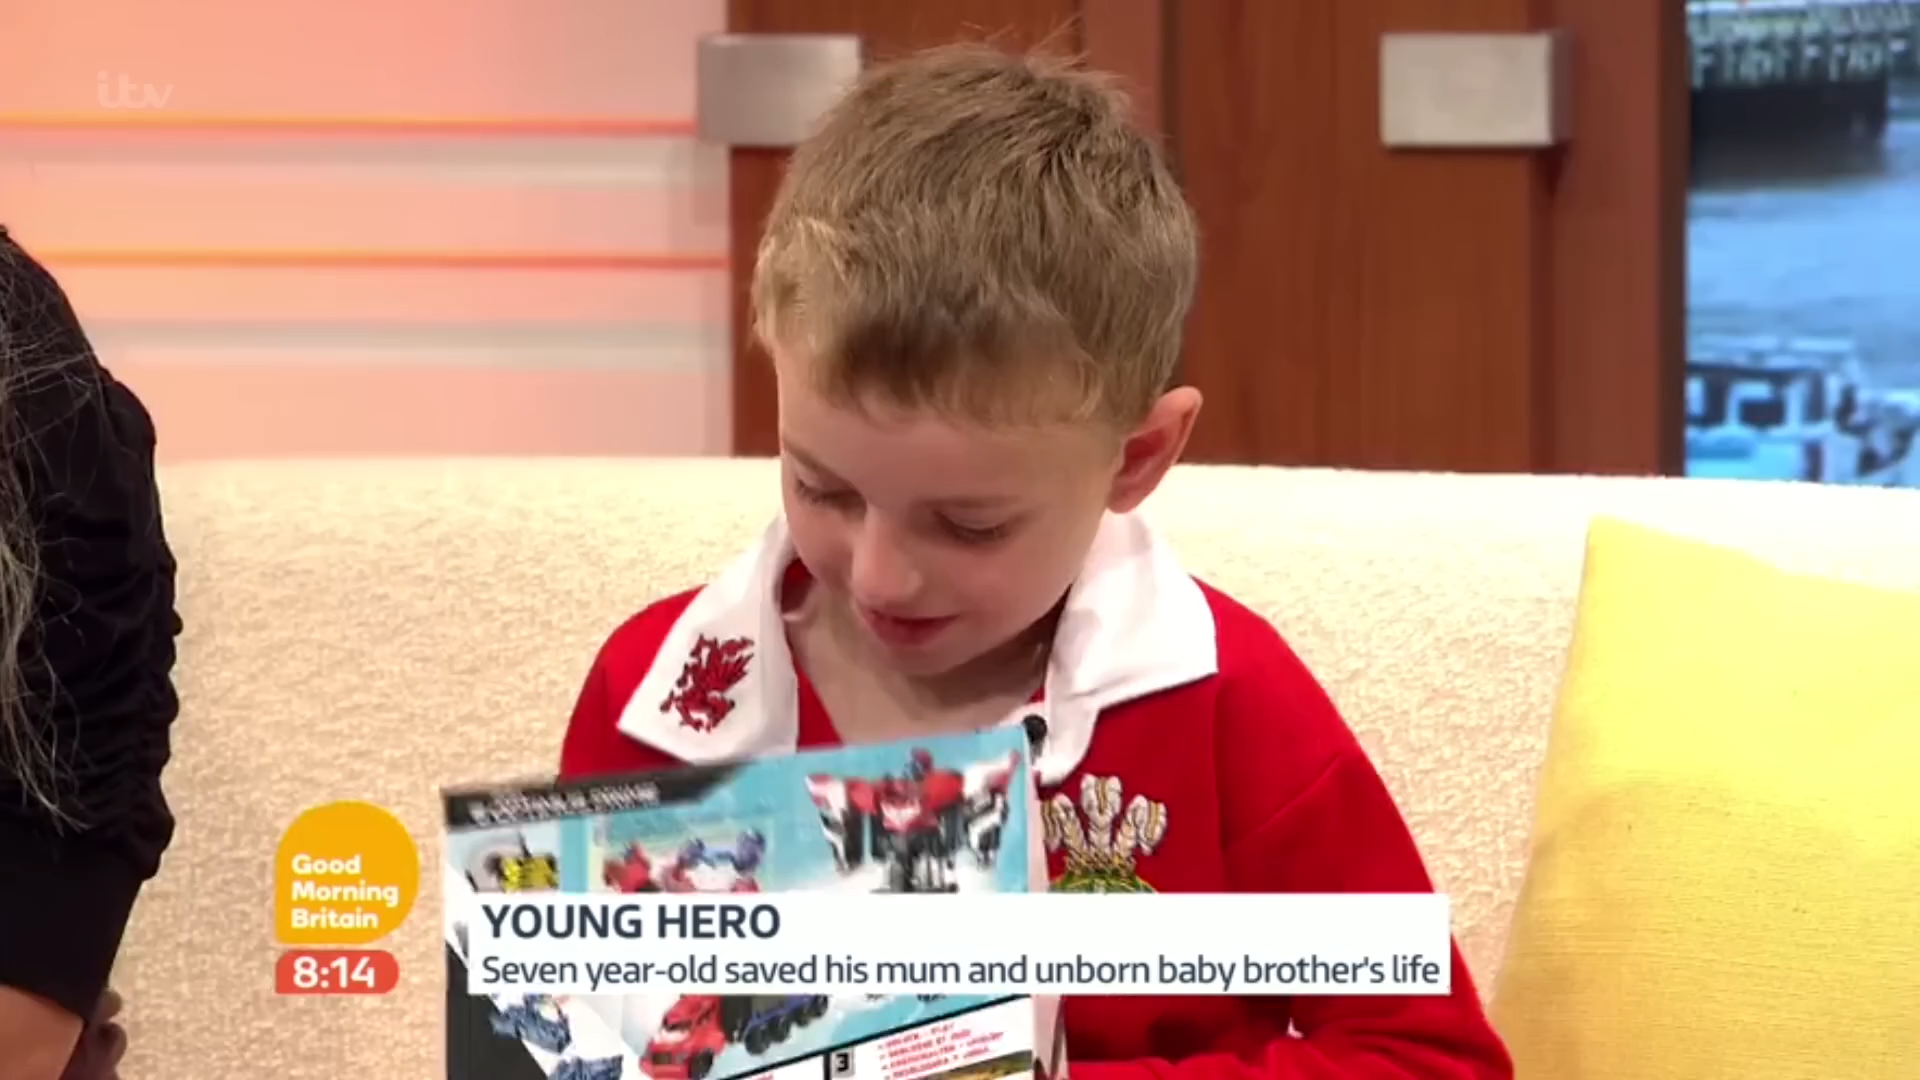 itv
Good
Morning
Britain
8:14
YOUNG HERO
Seven year-old saved his mum and unborn baby brother's life
3